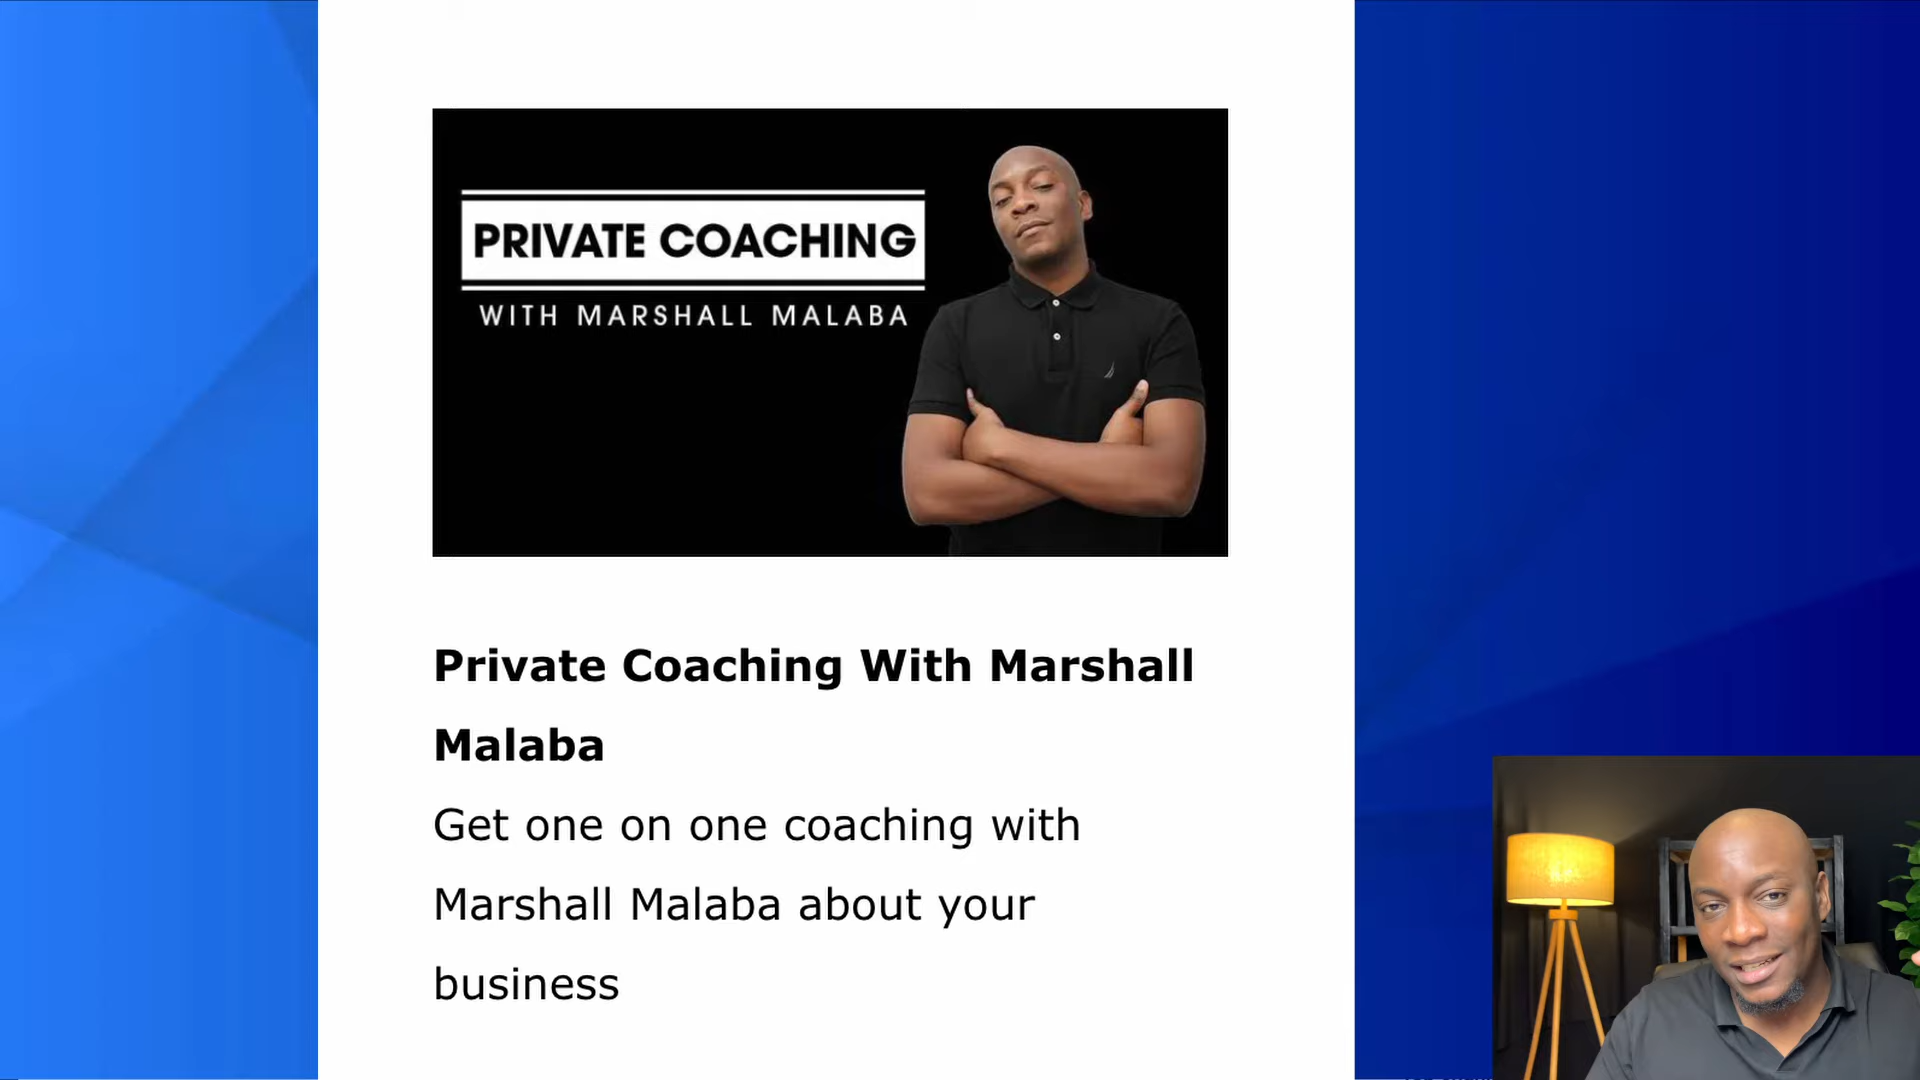 PRIVATE COACHING
WITH MARSHALL MALABA
Private Coaching With Marshall
Malaba
Get one on one coaching with
Marshall Malaba about your
business